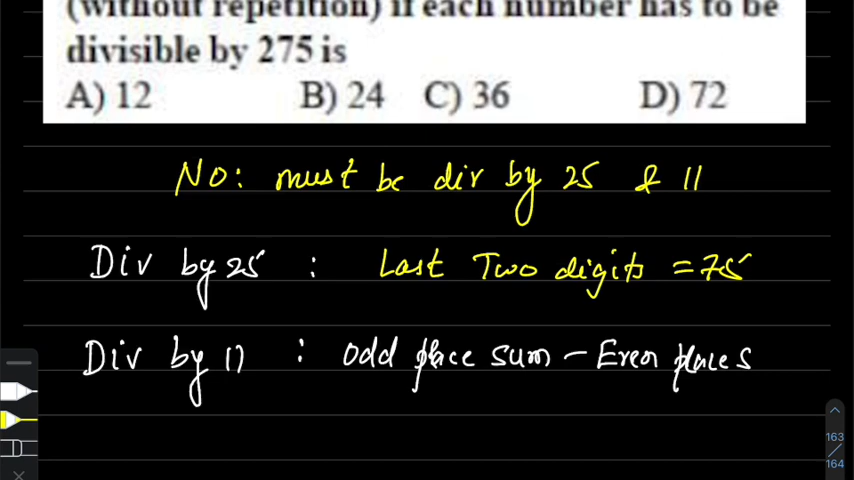 (without repetition) if each number has to be
divisible by 275 is
A) 12 B) 24 C) 36 D) 72
No: must be div by 25 & 11
Div by 25 : Last Two digits = 75
Div by 11 : odd place sum - Even places
163
/
164